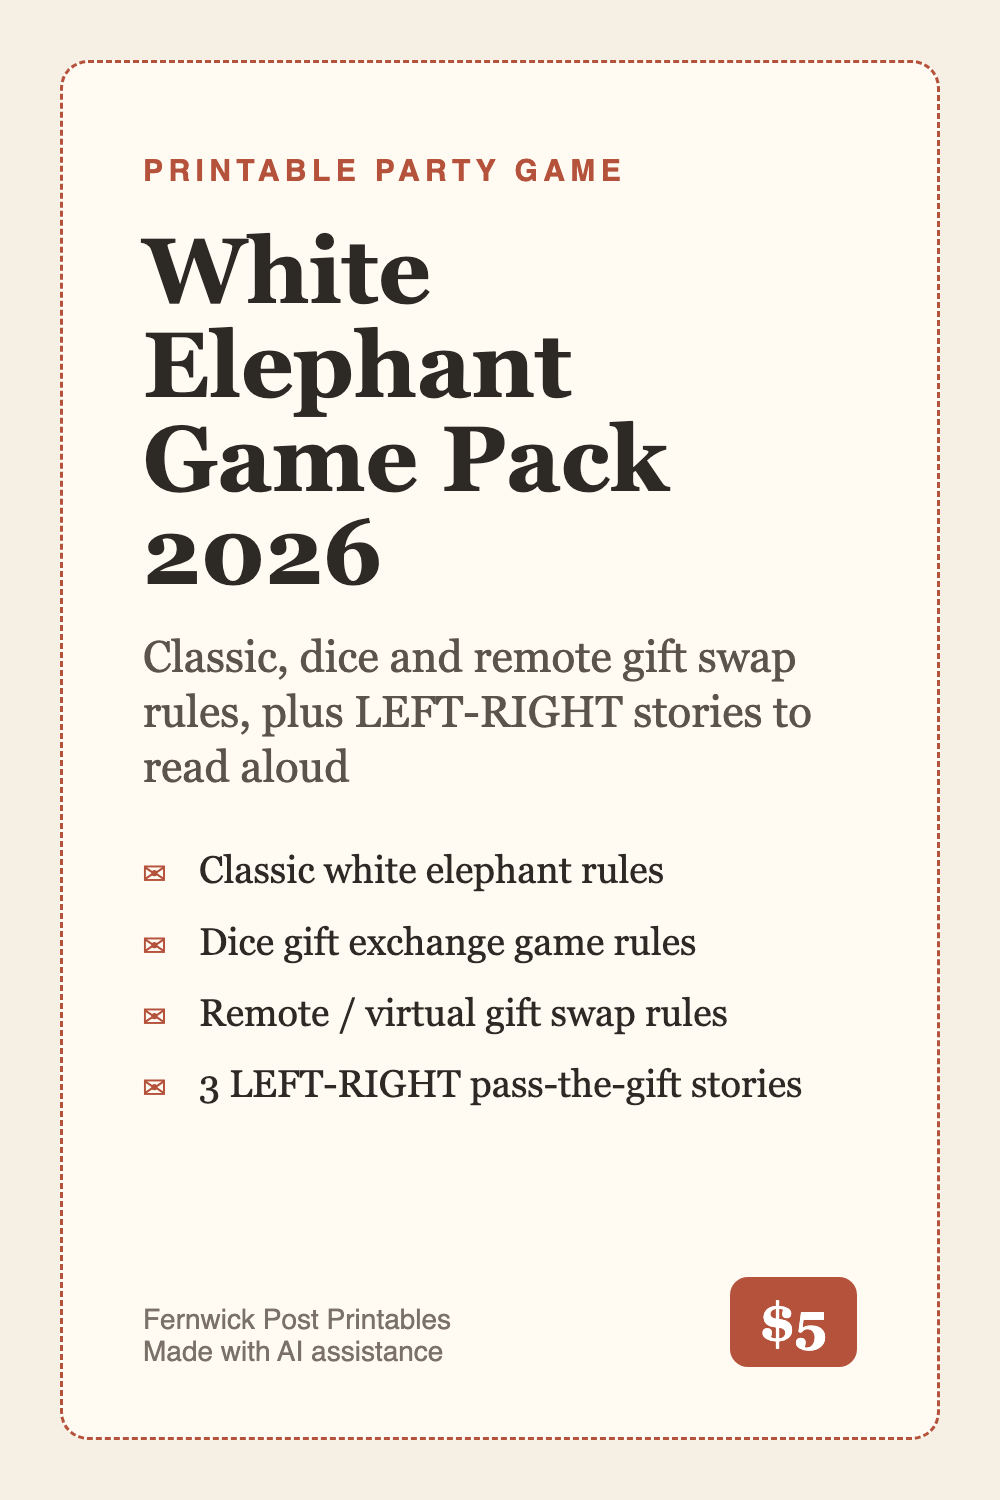 PRINTABLE PARTY GAME
White
Elephant
Game Pack
2026
Classic, dice and remote gift swap
rules, plus LEFT-RIGHT stories to
read aloud
Classic white elephant rules
Dice gift exchange game rules
Remote / virtual gift swap rules
3 LEFT-RIGHT pass-the-gift stories
Fernwick Post Printables
Made with AI assistance
$5